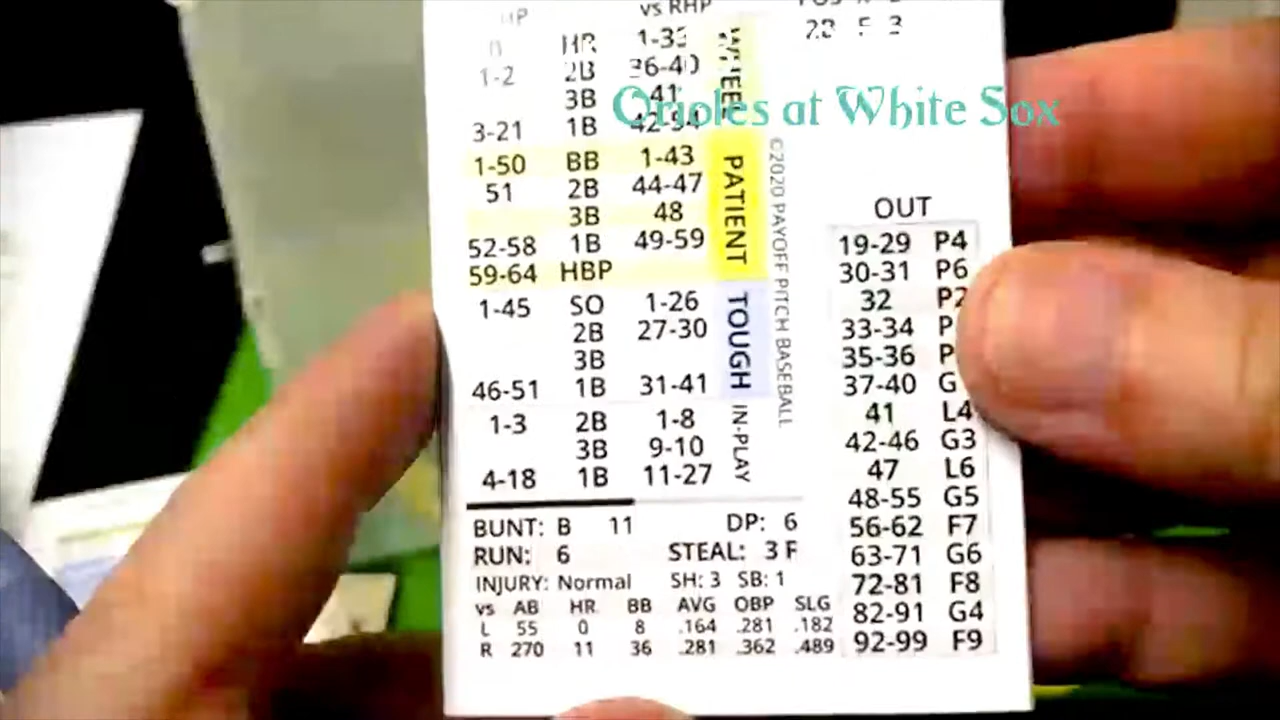 vs RHP
2B
HR 1-33
1-2 2B 36-40
3B 41
3-21 1B 42-54
WHEEL
Orioles at White Sox
1-50 BB 1-43
51 2B 44-47
3B 48
52-58 1B 49-59
59-64 HBP
PATIENT
1-45 SO 1-26
2B 27-30
3B
46-51 1B 31-41
TOUGH
1-3 2B 1-8
3B 9-10
4-18 1B 11-27
IN-PLAY
©2020 PAYOFF PITCH BASEBALL
BUNT: B 11 DP: 6
RUN: 6 STEAL: 3 F
INJURY: Normal SH: 3 SB: 1
vs AB HR BB AVG OBP SLG
L 55 0 8 .164 .281 .182
R 270 11 36 .281 .362 .489
OUT
19-29 P4
30-31 P6
32 P2
33-34 P
35-36 P
37-40 G
41 L4
42-46 G3
47 L6
48-55 G5
56-62 F7
63-71 G6
72-81 F8
82-91 G4
92-99 F9